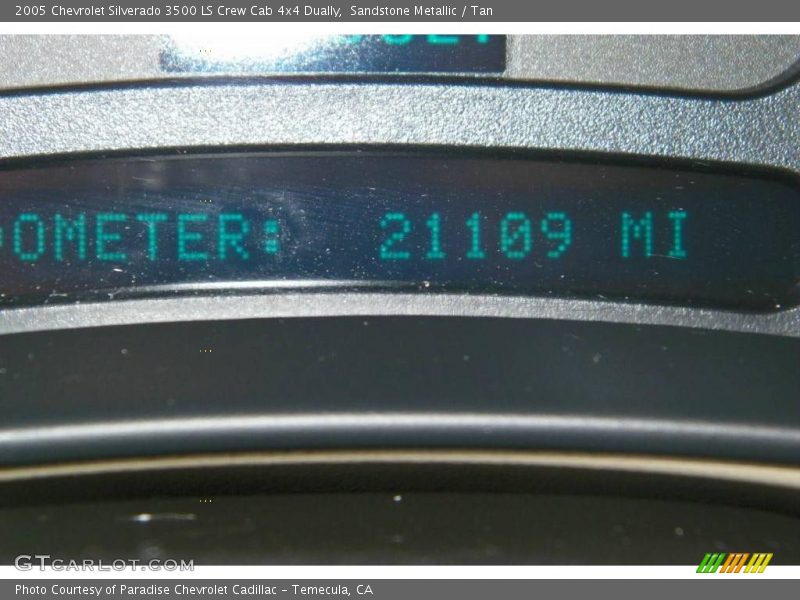 2005 Chevrolet Silverado 3500 LS Crew Cab 4x4 Dually, Sandstone Metallic / Tan
DOMETER: 21109 MI
GTCARLOT.COM
Photo Courtesy of Paradise Chevrolet Cadillac - Temecula, CA